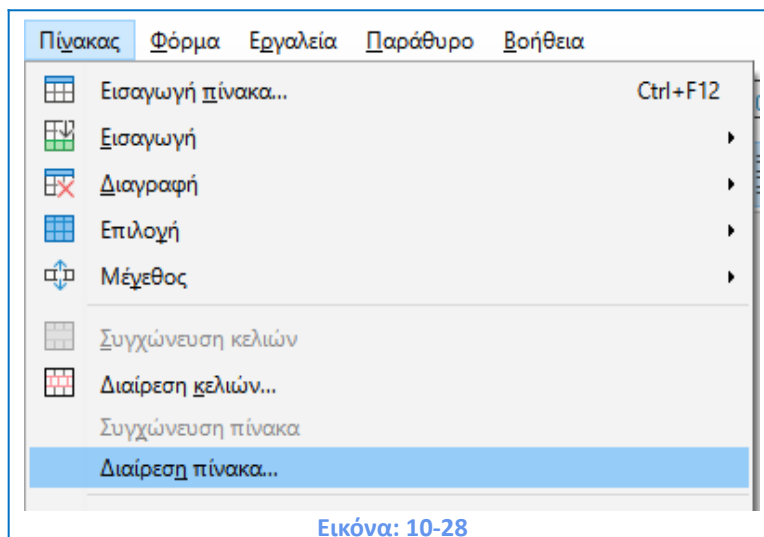 Πίνακας Φόρμα Εργαλεία Παράθυρο Βοήθεια
Εισαγωγή πίνακα... Ctrl+F12
Εισαγωγή
Διαγραφή
Επιλογή
Μέγεθος
Συγχώνευση κελιών
Διαίρεση κελιών...
Συγχώνευση πίνακα
Διαίρεση πίνακα...
Εικόνα: 10-28